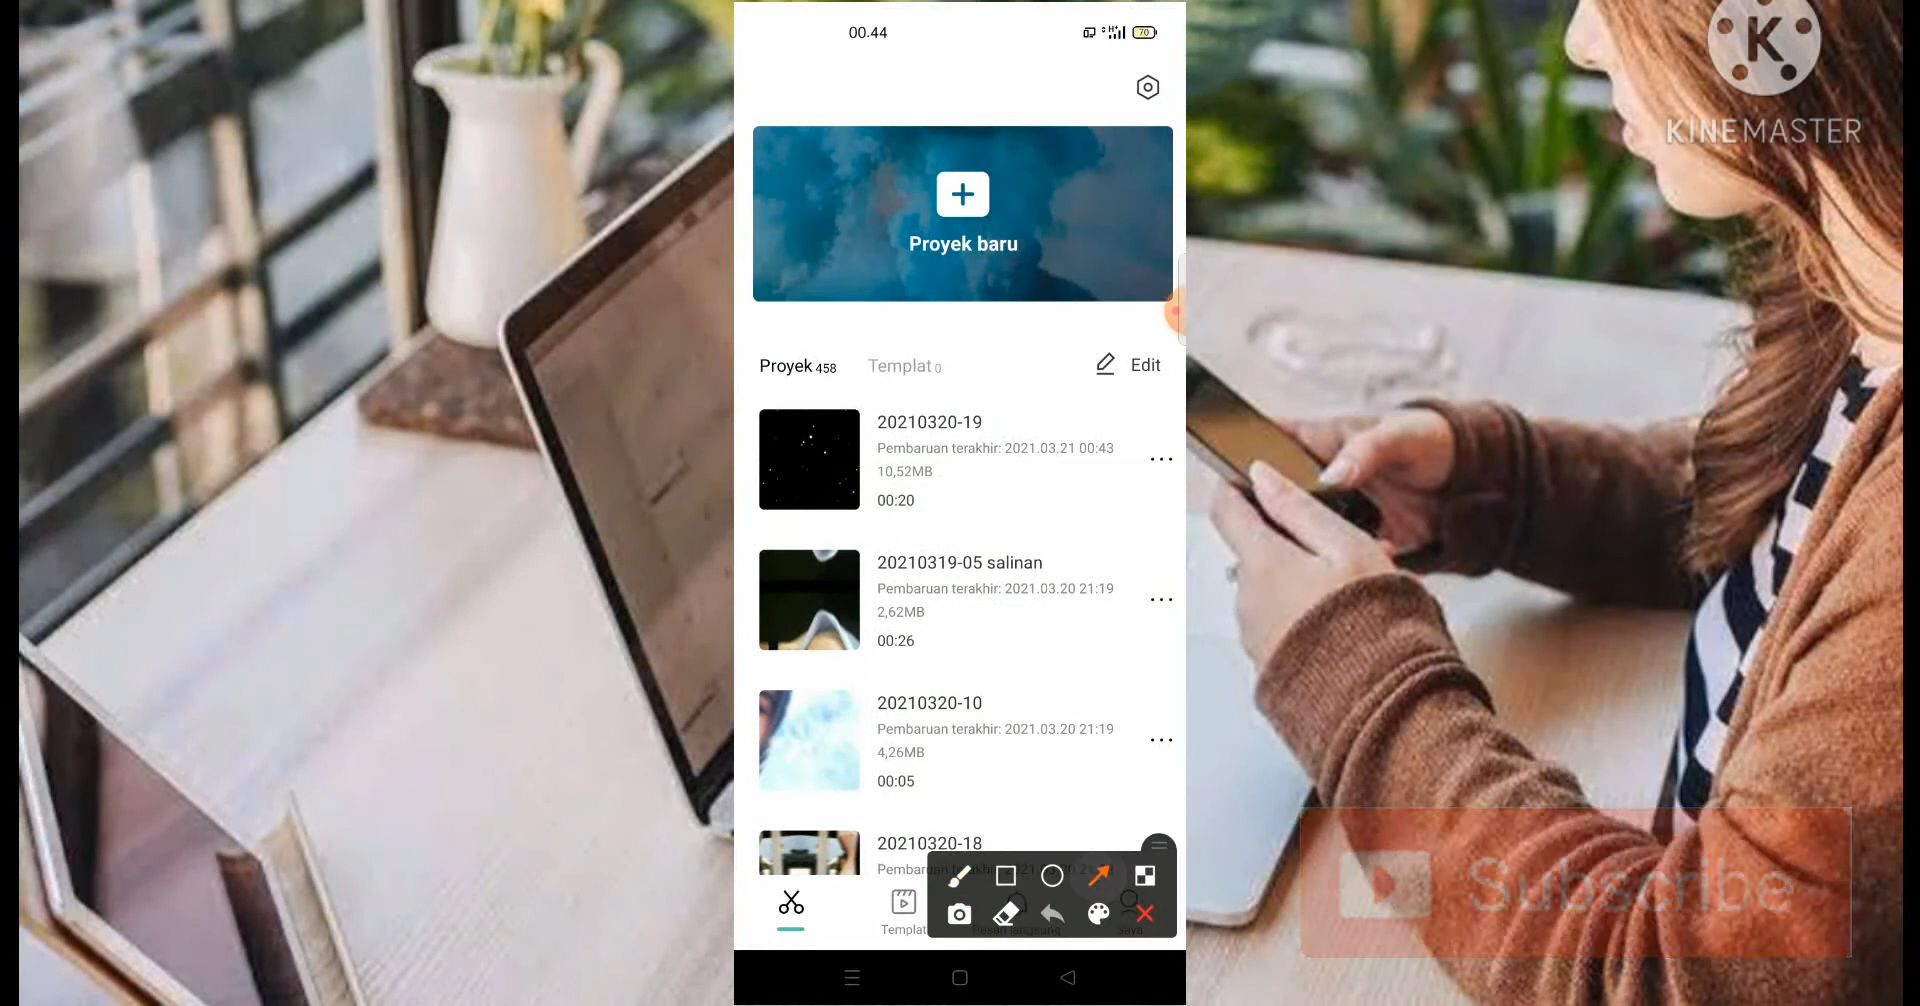 00.44
70
K
KINEMASTER
Proyek baru
Proyek 458
Templat 0
Edit
20210320-19
Pembaruan terakhir: 2021.03.21 00:43
10,52MB
00:20
20210319-05 salinan
Pembaruan terakhir: 2021.03.20 21:19
2,62MB
00:26
20210320-10
Pembaruan terakhir: 2021.03.20 21:19
4,26MB
00:05
20210320-18
Templat
Saya
Subscribe